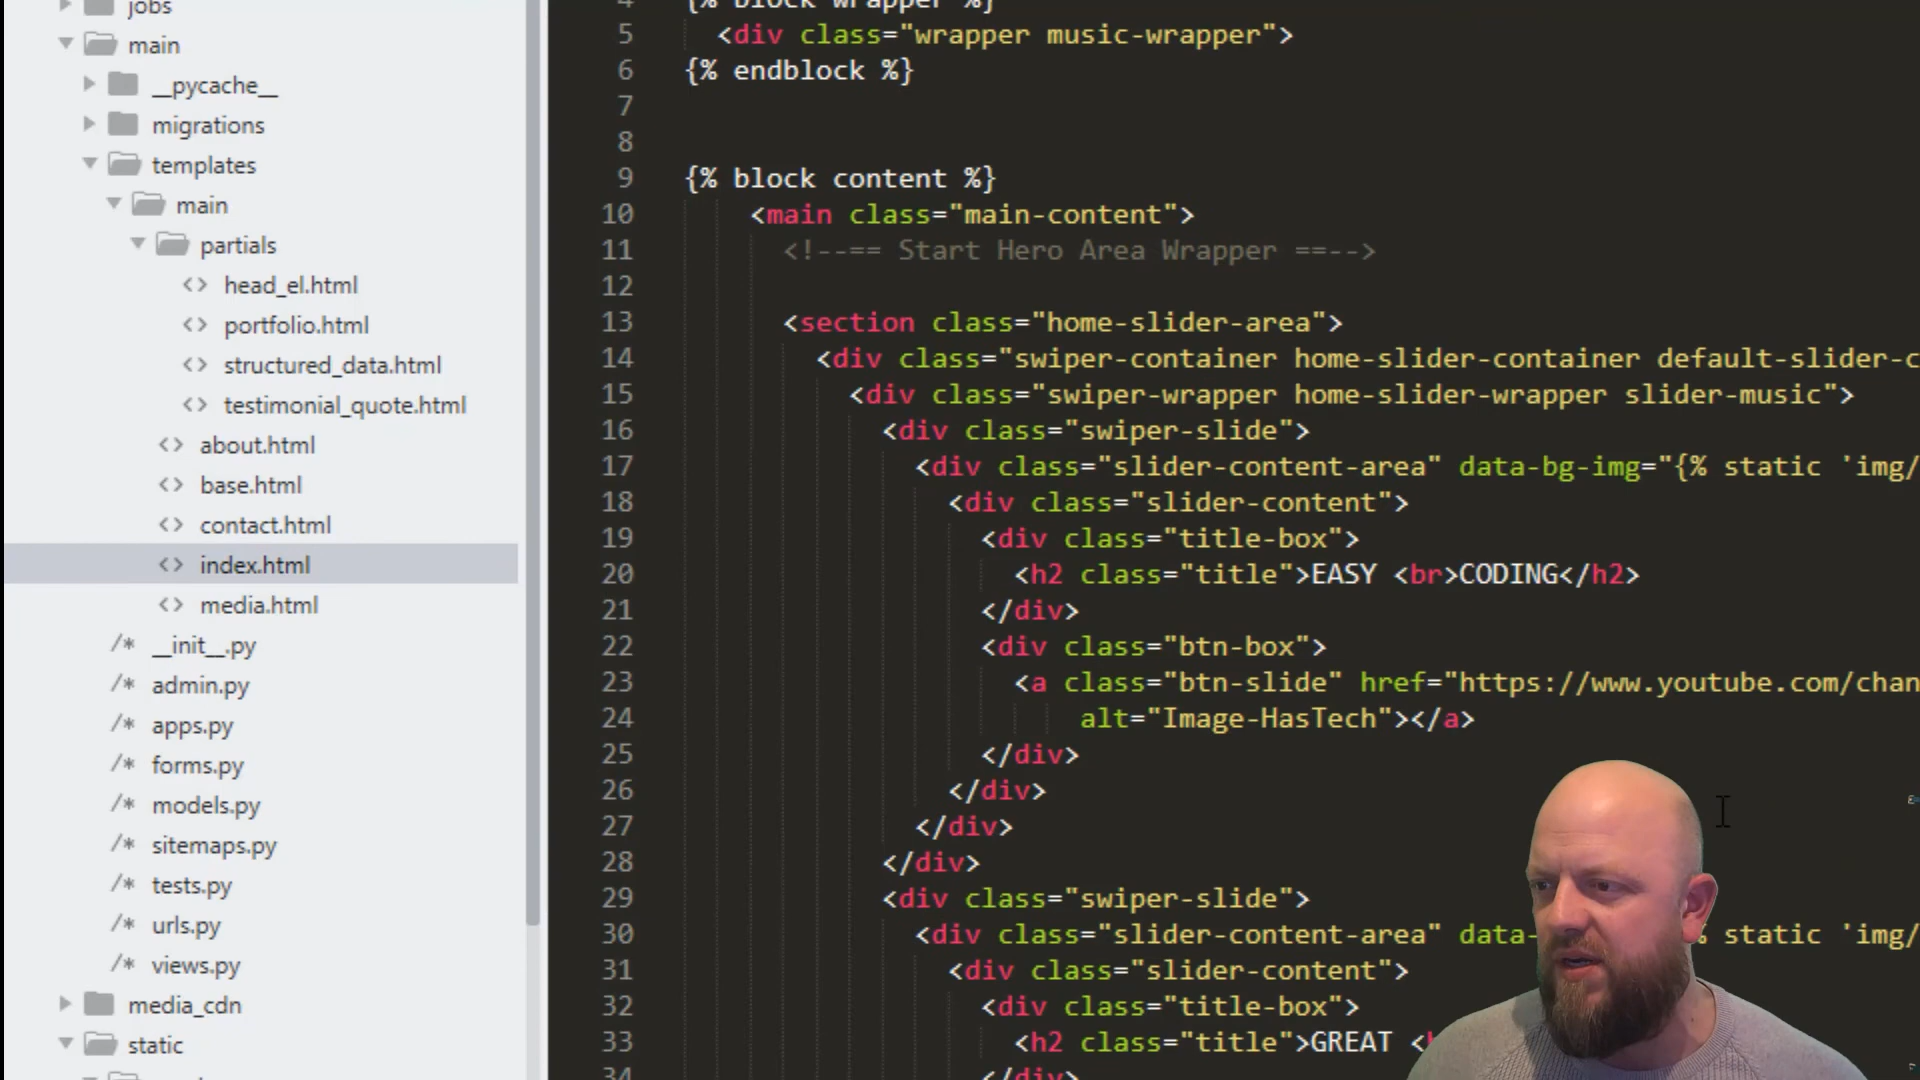 jobs
main
__pycache__
migrations
templates
main
partials
<> head_el.html
<> portfolio.html
<> structured_data.html
<> testimonial_quote.html
<> about.html
<> base.html
<> contact.html
<> index.html
<> media.html
/* __init__.py
/* admin.py
/* apps.py
/* forms.py
/* models.py
/* sitemaps.py
/* tests.py
/* urls.py
/* views.py
media_cdn
static
4 {% block wrapper %}
5 <div class="wrapper music-wrapper">
6 {% endblock %}
7
8
9 {% block content %}
10 <main class="main-content">
11 <!--== Start Hero Area Wrapper ==-->
12
13 <section class="home-slider-area">
14 <div class="swiper-container home-slider-container default-slider-c
15 <div class="swiper-wrapper home-slider-wrapper slider-music">
16 <div class="swiper-slide">
17 <div class="slider-content-area" data-bg-img="{% static 'img/
18 <div class="slider-content">
19 <div class="title-box">
20 <h2 class="title">EASY <br>CODING</h2>
21 </div>
22 <div class="btn-box">
23 <a class="btn-slide" href="https://www.youtube.com/chan
24 alt="Image-HasTech"></a>
25 </div>
26 </div>
27 </div>
28 </div>
29 <div class="swiper-slide">
30 <div class="slider-content-area" data- % static 'img/
31 <div class="slider-content">
32 <div class="title-box">
33 <h2 class="title">GREAT <
34 </div>